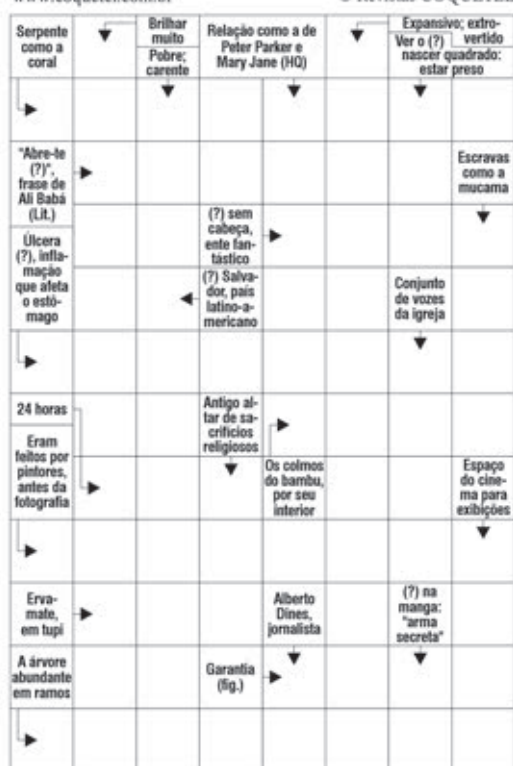 Serpente
como a
coral
Brilhar
muito
Pobre;
carente
Relação como a de
Peter Parker e
Mary Jane (HQ)
Expansivo; extro-
vertido
Ver o (?)
nascer quadrado:
estar preso
"Abre-te
(?)",
frase de
Ali Babá
(Lit.)
Escravas
como a
mucama
Úlcera
(?), infla-
mação
que afeta
o estô-
mago
(?) sem
cabeça,
ente fan-
tástico
(?) Salva-
dor, país
latino-a-
mericano
Conjunto
de vozes
da igreja
24 horas
Eram
feitos por
pintores,
antes da
fotografia
Antigo al-
tar de sa-
crifícios
religiosos
Os colmos
do bambu,
por seu
interior
Espaço
do cine-
ma para
exibições
Erva-
mate,
em tupi
Alberto
Dines,
jornalista
(?) na
manga:
"arma
secreta"
A árvore
abundante
em ramos
Garantia
(fig.)